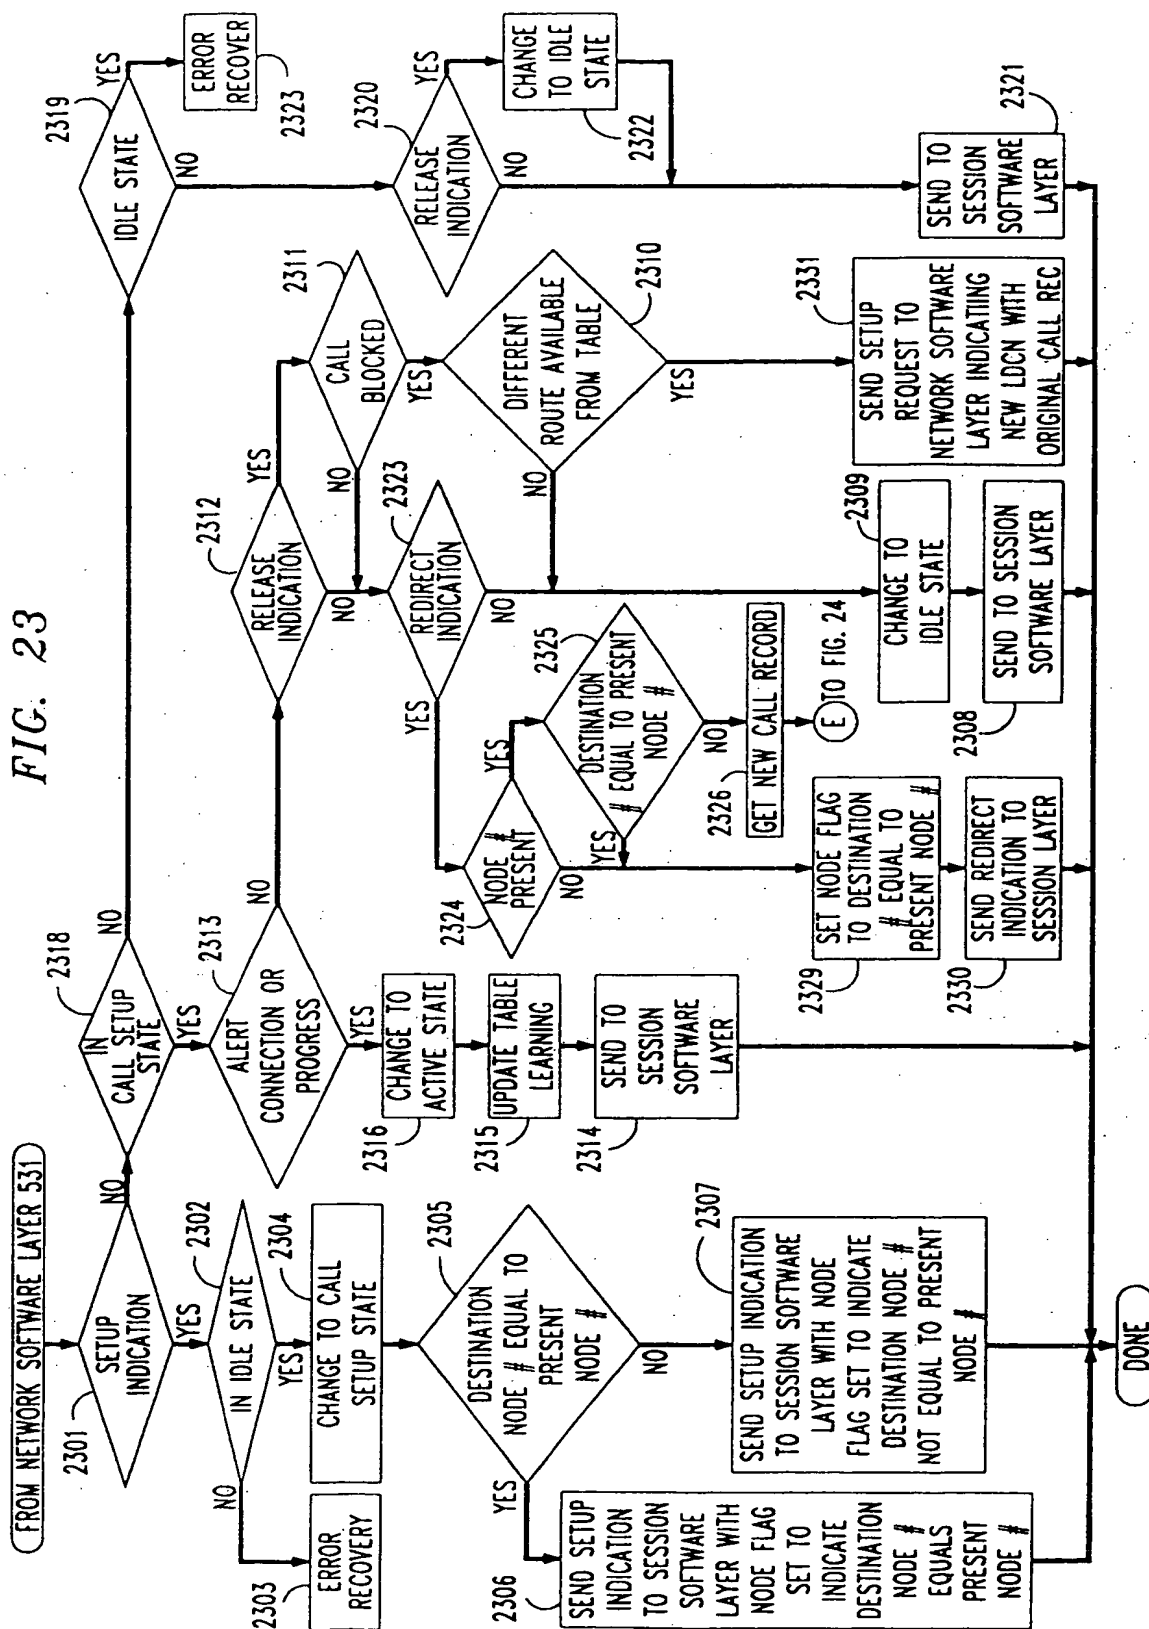 FIG. 23
FROM NETWORK SOFTWARE LAYER 531
2301
SETUP
INDICATION
NO
YES
2302
IN IDLE STATE
NO
YES
2303
ERROR
RECOVERY
2304
CHANGE TO CALL
SETUP STATE
2305
DESTINATION
NODE # EQUAL TO
PRESENT
NODE #
YES
NO
2306
SEND SETUP
INDICATION
TO SESSION
SOFTWARE
LAYER WITH
NODE FLAG
SET TO
INDICATE
DESTINATION
NODE #
EQUALS
PRESENT
NODE #
2307
SEND SETUP INDICATION
TO SESSION SOFTWARE
LAYER WITH NODE
FLAG SET TO INDICATE
DESTINATION NODE #
NOT EQUAL TO PRESENT
NODE #
2318
IN
CALL SETUP
STATE
NO
YES
2313
ALERT
CONNECTION OR
PROGRESS
NO
YES
2316
CHANGE TO
ACTIVE STATE
2315
UPDATE TABLE
LEARNING
2314
SEND TO
SESSION
SOFTWARE
LAYER
2312
RELEASE
INDICATION
YES
NO
2311
CALL
BLOCKED
NO
YES
2323
REDIRECT
INDICATION
YES
NO
2310
DIFFERENT
ROUTE AVAILABLE
FROM TABLE
NO
YES
2324
NODE #
PRESENT
YES
NO
2325
DESTINATION
# EQUAL TO PRESENT
NODE #
YES
NO
2326
GET NEW CALL RECORD
E
TO FIG. 24
2329
SET NODE FLAG
TO DESTINATION
# EQUAL TO
PRESENT NODE #
2330
SEND REDIRECT
INDICATION TO
SESSION LAYER
2309
CHANGE TO
IDLE STATE
2308
SEND TO SESSION
SOFTWARE LAYER
2331
SEND SETUP
REQUEST TO
NETWORK SOFTWARE
LAYER INDICATIING
NEW LDCN WITH
ORIGINAL CALL REC
2319
IDLE STATE
YES
NO
ERROR
RECOVER
2323
2320
RELEASE
INDICATION
YES
NO
CHANGE
TO IDLE
STATE
2322
2321
SEND TO
SESSION
SOFTWARE
LAYER
DONE